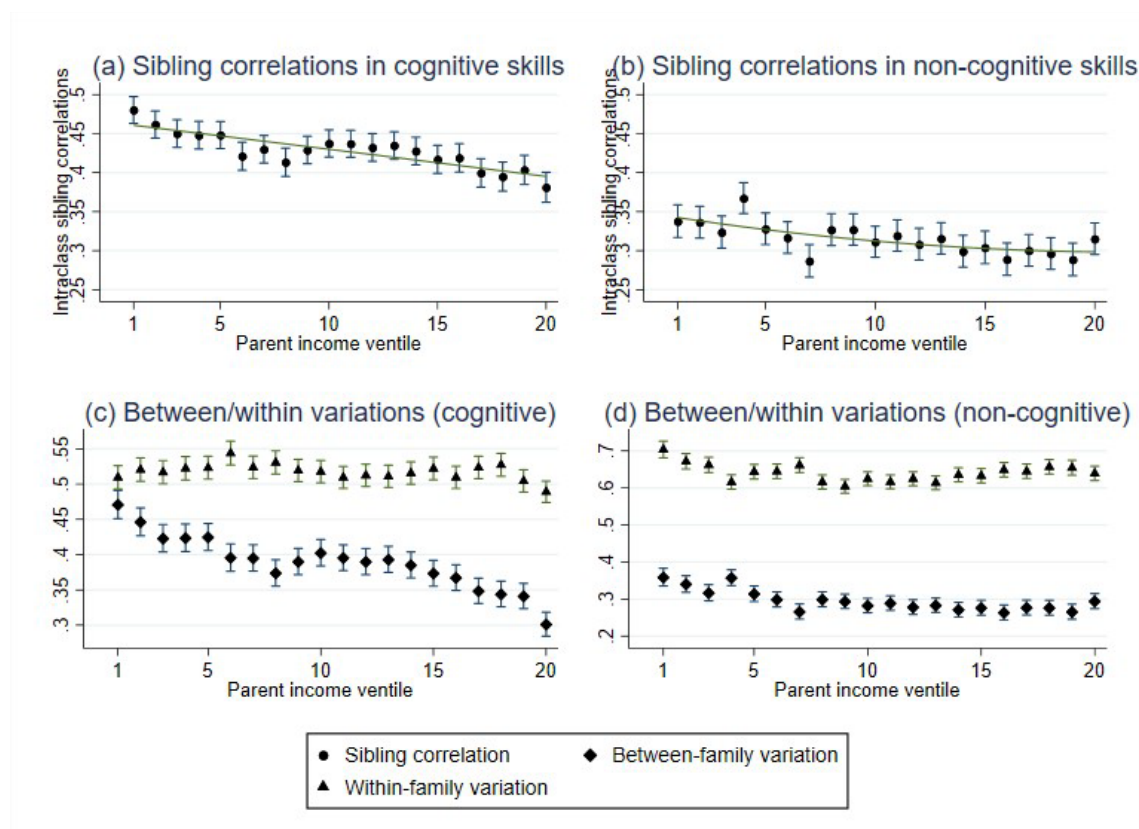 (a) Sibling correlations in cognitive skills
Intraclass sibling correlations
.5
.45
.4
.35
.3
.25
1 5 10 15 20
Parent income ventile
(b) Sibling correlations in non-cognitive skills
Intraclass sibling correlations
.5
.45
.4
.35
.3
.25
1 5 10 15 20
Parent income ventile
(c) Between/within variations (cognitive)
.55
.5
.45
.4
.35
.3
1 5 10 15 20
Parent income ventile
(d) Between/within variations (non-cognitive)
.7
.6
.5
.4
.3
.2
1 5 10 15 20
Parent income ventile
Sibling correlation
Between-family variation
Within-family variation